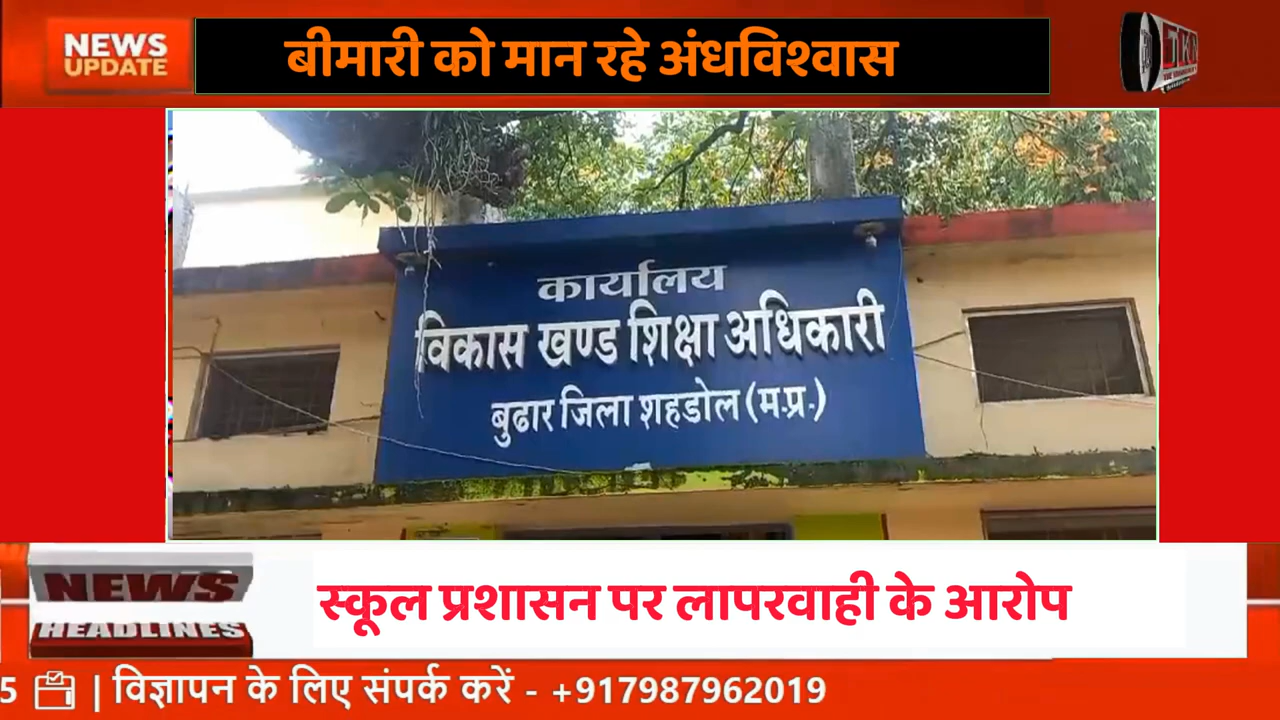 NEWS
UPDATE
बीमारी को मान रहे अंधविश्वास
कार्यालय
विकास खण्ड शिक्षा अधिकारी
बुढार जिला शहडोल (म.प्र.)
NEWS
HEADLINES
स्कूल प्रशासन पर लापरवाही के आरोप
5 | विज्ञापन के लिए संपर्क करें - +917987962019